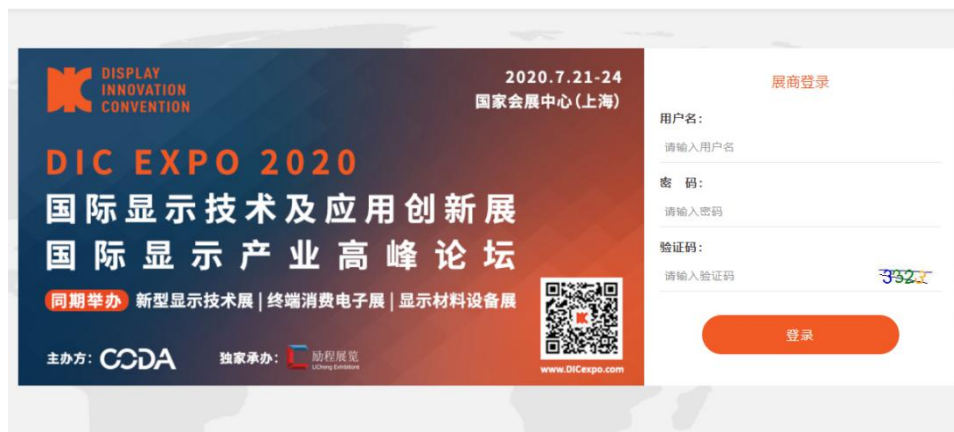 DISPLAY
INNOVATION
CONVENTION
2020.7.21-24
国家会展中心(上海)
DIC EXPO 2020
国际显示技术及应用创新展
国际显示产业高峰论坛
同期举办 新型显示技术展 | 终端消费电子展 | 显示材料设备展
主办方: CODA 独家承办: 励程展览
LiCheng Exhibitions
www.DICexpo.com
展商登录
用户名:
请输入用户名
密 码:
请输入密码
验证码:
请输入验证码 3323
登录